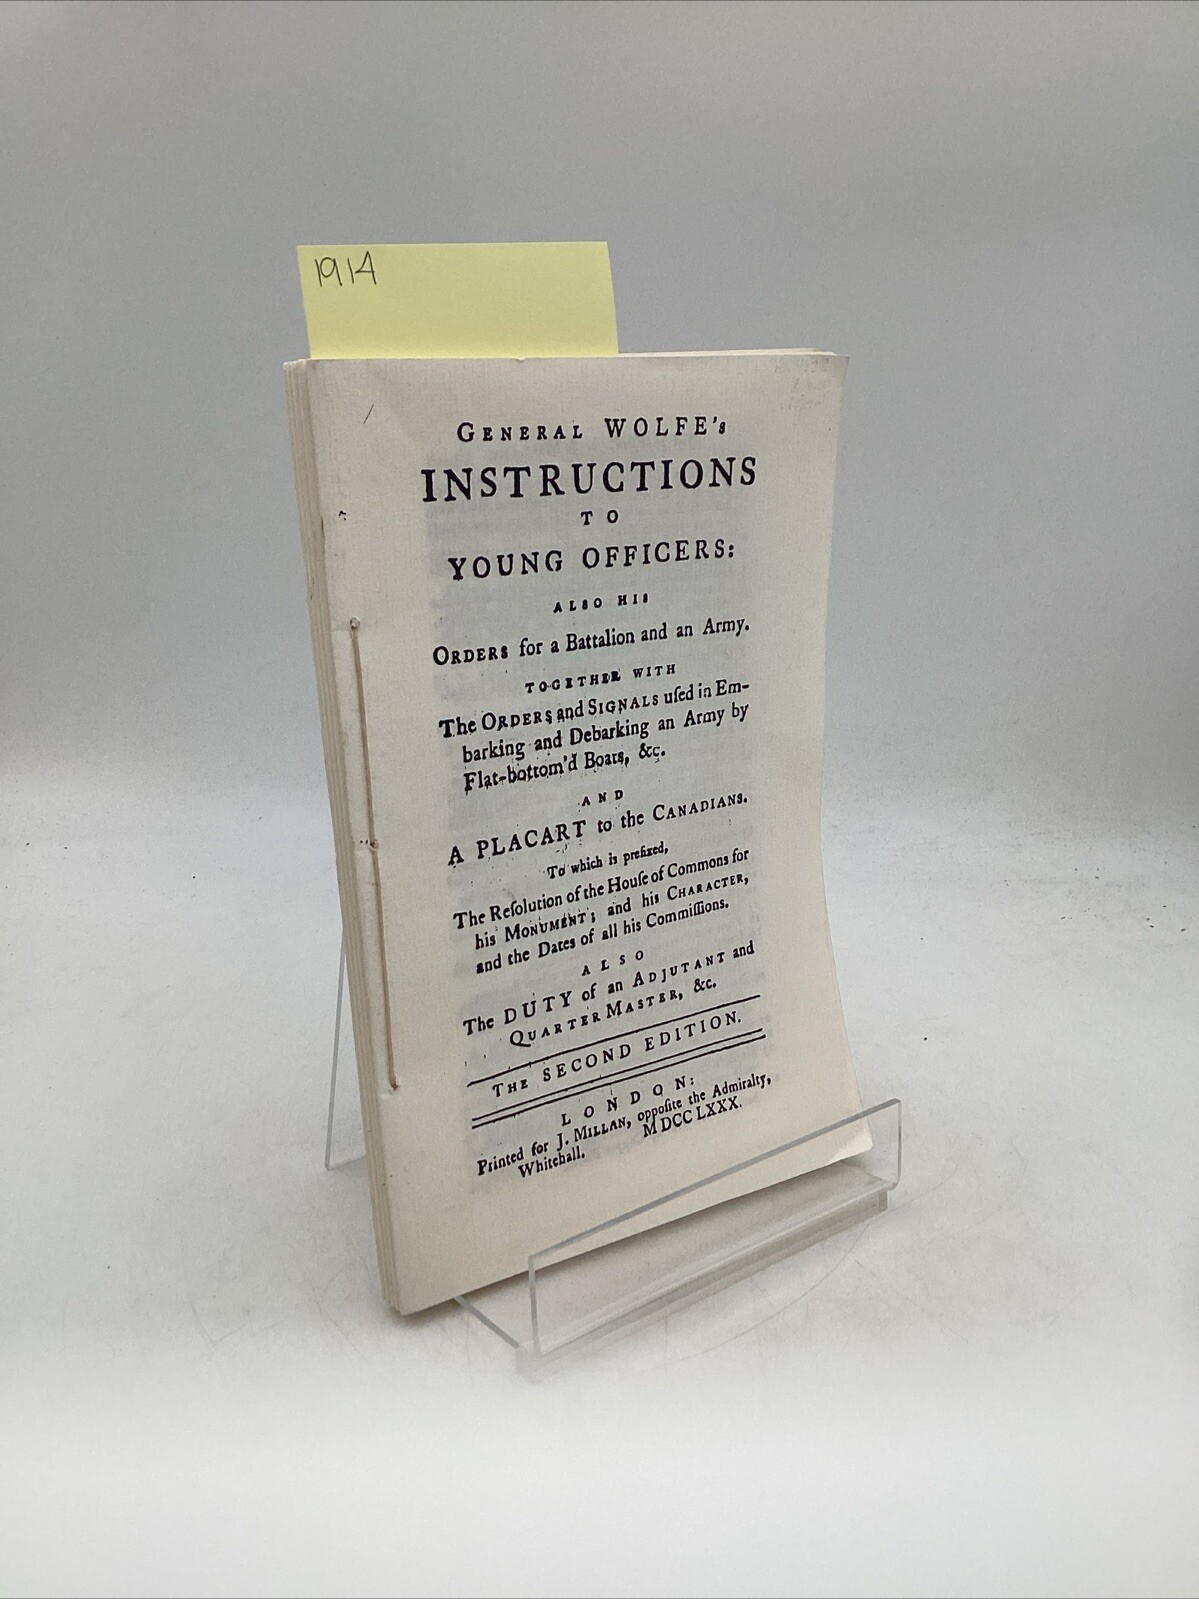 1914
GENERAL WOLFE's
INSTRUCTIONS
TO
YOUNG OFFICERS:
ALSO HIS
ORDERS for a Battalion and an Army.
TOGETHER WITH
The ORDERS and SIGNALS uſed in Em-
barking and Debarking an Army by
Flat-bottom'd Boats, &c.
AND
A PLACART to the CANADIANS.
To which is prefixed,
The Reſolution of the Houſe of Commons for
his MONUMENT; and his CHARACTER,
and the Dates of all his Commiſſions.
ALSO
The DUTY of an ADJUTANT and
QUARTER MASTER, &c.
THE SECOND EDITION.
LONDON:
Printed for J. MILLAN, oppoſite the Admiralty,
Whitehall. MDCCLXXX.